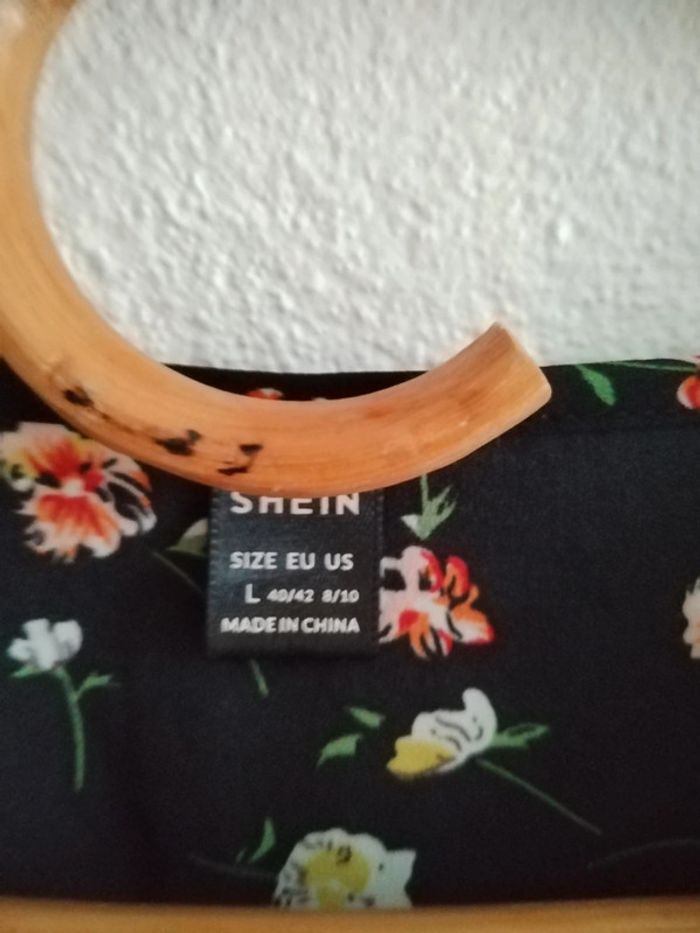 SHEIN
SIZE EU US
L 40/42 8/10
MADE IN CHINA